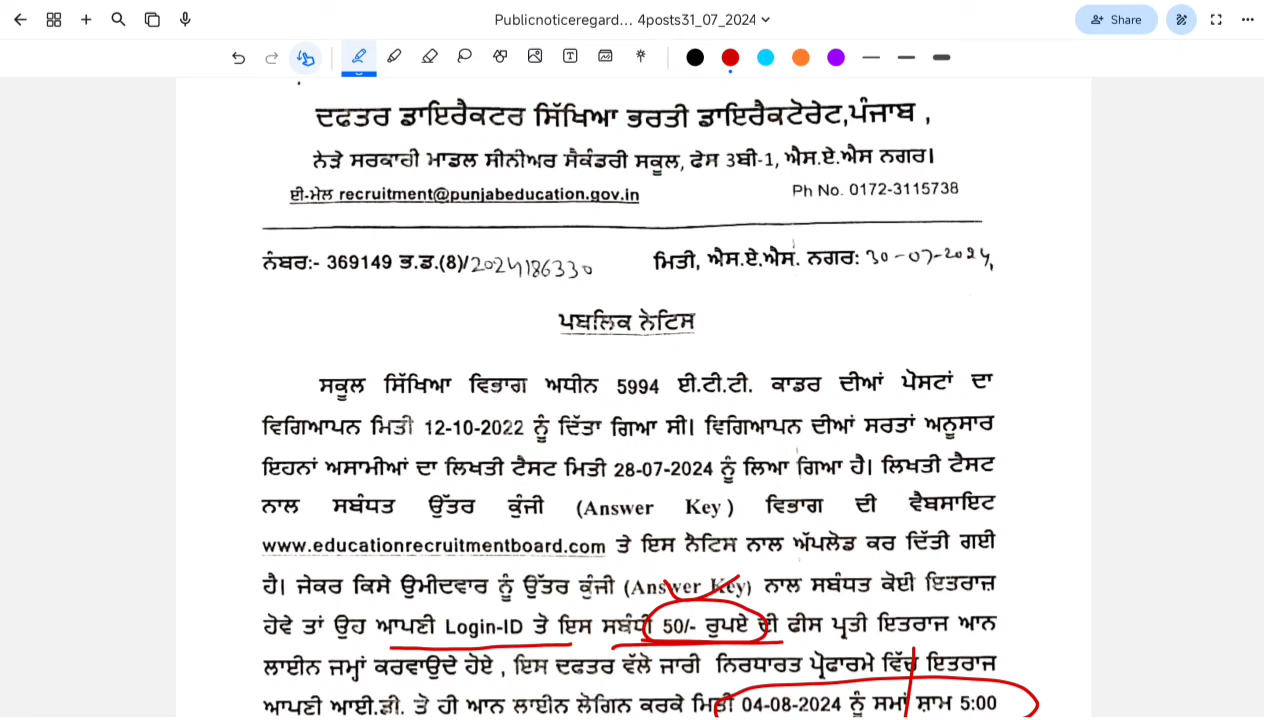 Publicnoticeregard... 4posts31_07_2024
Share
ਦਫਤਰ ਡਾਇਰੈਕਟਰ ਸਿੱਖਿਆ ਭਰਤੀ ਡਾਇਰੈਕਟੋਰੇਟ,ਪੰਜਾਬ ,
ਨੇੜੇ ਸਰਕਾਰੀ ਮਾਡਲ ਸੀਨੀਅਰ ਸੈਕੰਡਰੀ ਸਕੂਲ, ਫੇਸ 3ਬੀ-1, ਐਸ.ਏ.ਐਸ ਨਗਰ।
ਈ-ਮੇਲ recruitment@punjabeducation.gov.in Ph No. 0172-3115738
ਨੰਬਰ:- 369149 ਭ.ਡ.(8)/2024186330 ਮਿਤੀ, ਐਸ.ਏ.ਐਸ. ਨਗਰ: 30-07-2024,
ਪਬਲਿਕ ਨੋਟਿਸ
ਸਕੂਲ ਸਿੱਖਿਆ ਵਿਭਾਗ ਅਧੀਨ 5994 ਈ.ਟੀ.ਟੀ. ਕਾਡਰ ਦੀਆਂ ਪੋਸਟਾਂ ਦਾ
ਵਿਗਿਆਪਨ ਮਿਤੀ 12-10-2022 ਨੂੰ ਦਿੱਤਾ ਗਿਆ ਸੀ। ਵਿਗਿਆਪਨ ਦੀਆਂ ਸਰਤਾਂ ਅਨੂਸਾਰ
ਇਹਨਾਂ ਅਸਾਮੀਆਂ ਦਾ ਲਿਖਤੀ ਟੈਸਟ ਮਿਤੀ 28-07-2024 ਨੂੰ ਲਿਆ ਗਿਆ ਹੈ। ਲਿਖਤੀ ਟੈਸਟ
ਨਾਲ ਸਬੰਧਤ ਉੱਤਰ ਕੁੰਜੀ (Answer Key ) ਵਿਭਾਗ ਦੀ ਵੈਬਸਾਇਟ
www.educationrecruitmentboard.com ਤੇ ਇਸ ਨੋਟਿਸ ਨਾਲ ਅੱਪਲੋਡ ਕਰ ਦਿੱਤੀ ਗਈ
ਹੈ। ਜੇਕਰ ਕਿਸੇ ਉਮੀਦਵਾਰ ਨੂੰ ਉੱਤਰ ਕੁੰਜੀ (Answer Key) ਨਾਲ ਸਬੰਧਤ ਕੋਈ ਇਤਰਾਜ਼
ਹੋਵੇ ਤਾਂ ਉਹ ਆਪਣੀ Login-ID ਤੋ ਇਸ ਸਬੰਧੀ 50/- ਰੁਪਏ ਦੀ ਫੀਸ ਪ੍ਰਤੀ ਇਤਰਾਜ ਆਨ
ਲਾਈਨ ਜਮ੍ਹਾਂ ਕਰਵਾਉਦੇ ਹੋਏ , ਇਸ ਦਫਤਰ ਵੱਲੋ ਜਾਰੀ ਨਿਰਧਾਰਤ ਪ੍ਰੋਫਾਰਮੇ ਵਿੱਚ ਇਤਰਾਜ
ਆਪਣੀ ਆਈ.ਡੀ. ਤੋ ਹੀ ਆਨ ਲਾਈਨ ਲੋਗਿਨ ਕਰਕੇ ਮਿਤੀ 04-08-2024 ਨੂੰ ਸਮਾਂ ਸ਼ਾਮ 5:00